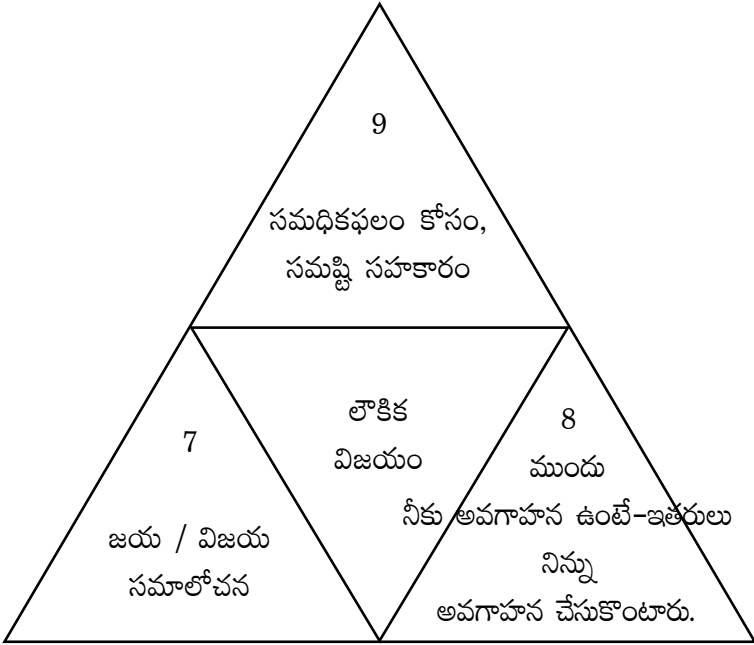 9
సమధికఫలం కోసం,
సమష్టి సహకారం
లౌకిక
విజయం
7
జయ / విజయ
సమాలోచన
8
ముందు
నీకు అవగాహన ఉంటే-ఇతరులు
నిన్ను
అవగాహన చేసుకొంటారు.